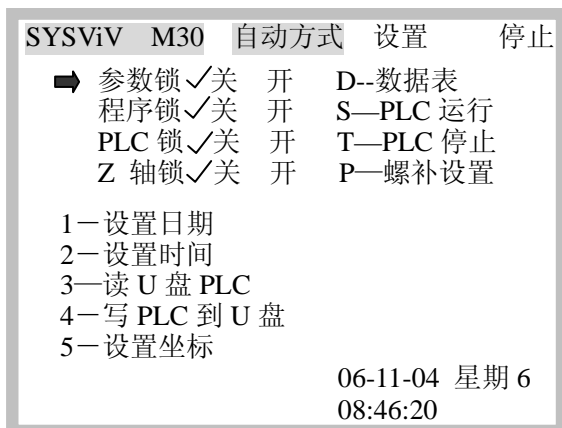 SYSViV M30 自动方式 设置 停止
参数锁✓关 开 D--数据表
程序锁✓关 开 S—PLC 运行
PLC 锁✓关 开 T—PLC 停止
Z 轴锁✓关 开 P—螺补设置
1－设置日期
2－设置时间
3—读 U 盘 PLC
4－写 PLC 到 U 盘
5－设置坐标
06-11-04 星期 6
08:46:20